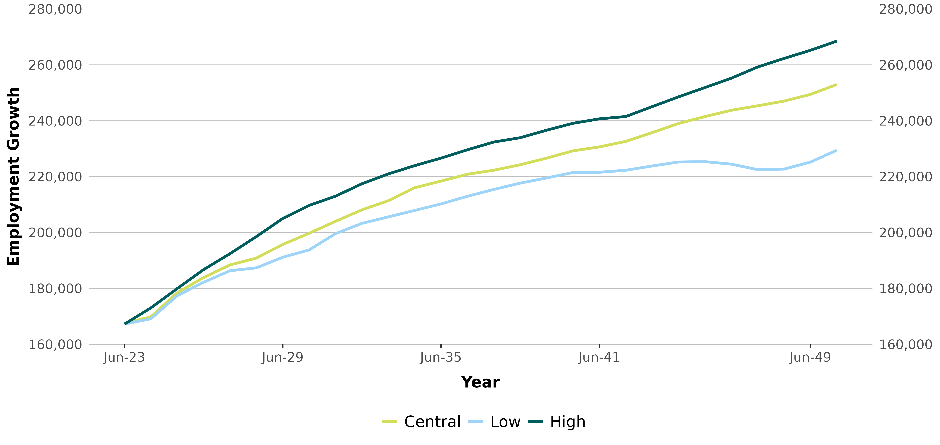 280,000 280,000
260,000 260,000
240,000 240,000
220,000 220,000
200,000 200,000
180,000 180,000
160,000 160,000
Employment Growth
Jun-23 Jun-29 Jun-35 Jun-41 Jun-49
Year
Central Low High